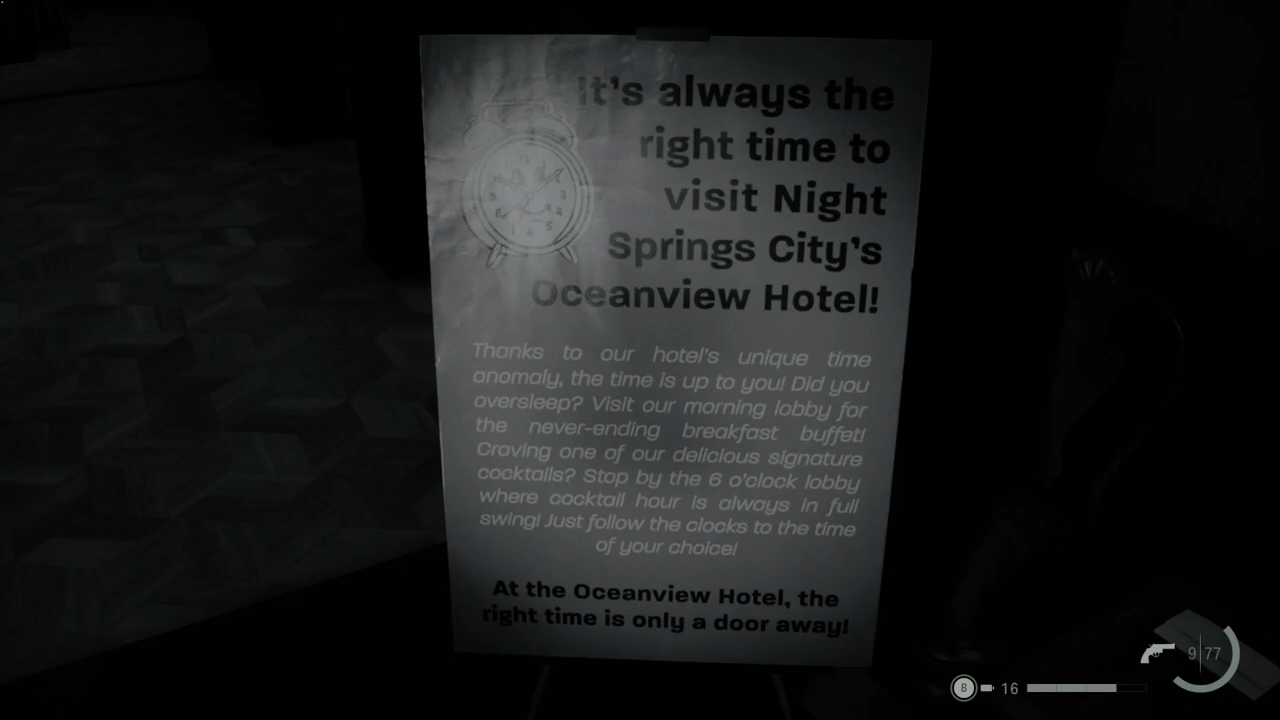 It's always the
right time to
visit Night
Springs City's
Oceanview Hotel!
Thanks to our hotel's unique time
anomaly, the time is up to you! Did you
oversleep? Visit our morning lobby for
the never-ending breakfast buffet!
Craving one of our delicious signature
cocktails? Stop by the 6 o'clock lobby
where cocktail hour is always in full
swing! Just follow the clocks to the time
of your choice!
At the Oceanview Hotel, the
right time is only a door away!
9 77
B 16